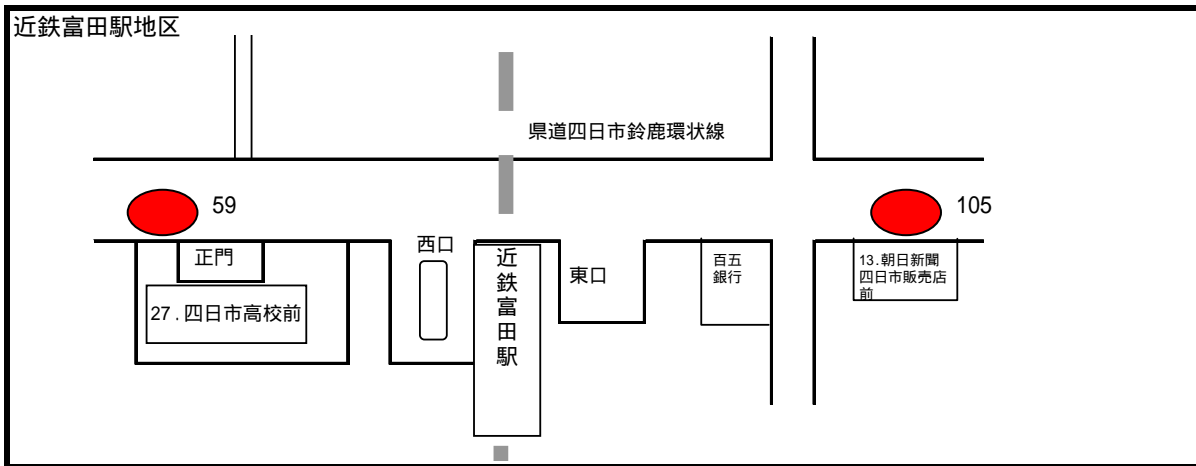 近鉄富田駅地区
県道四日市鈴鹿環状線
59
105
正門
西口
近鉄富田駅
東口
百五
銀行
13.朝日新聞
四日市販売店
前
27.四日市高校前